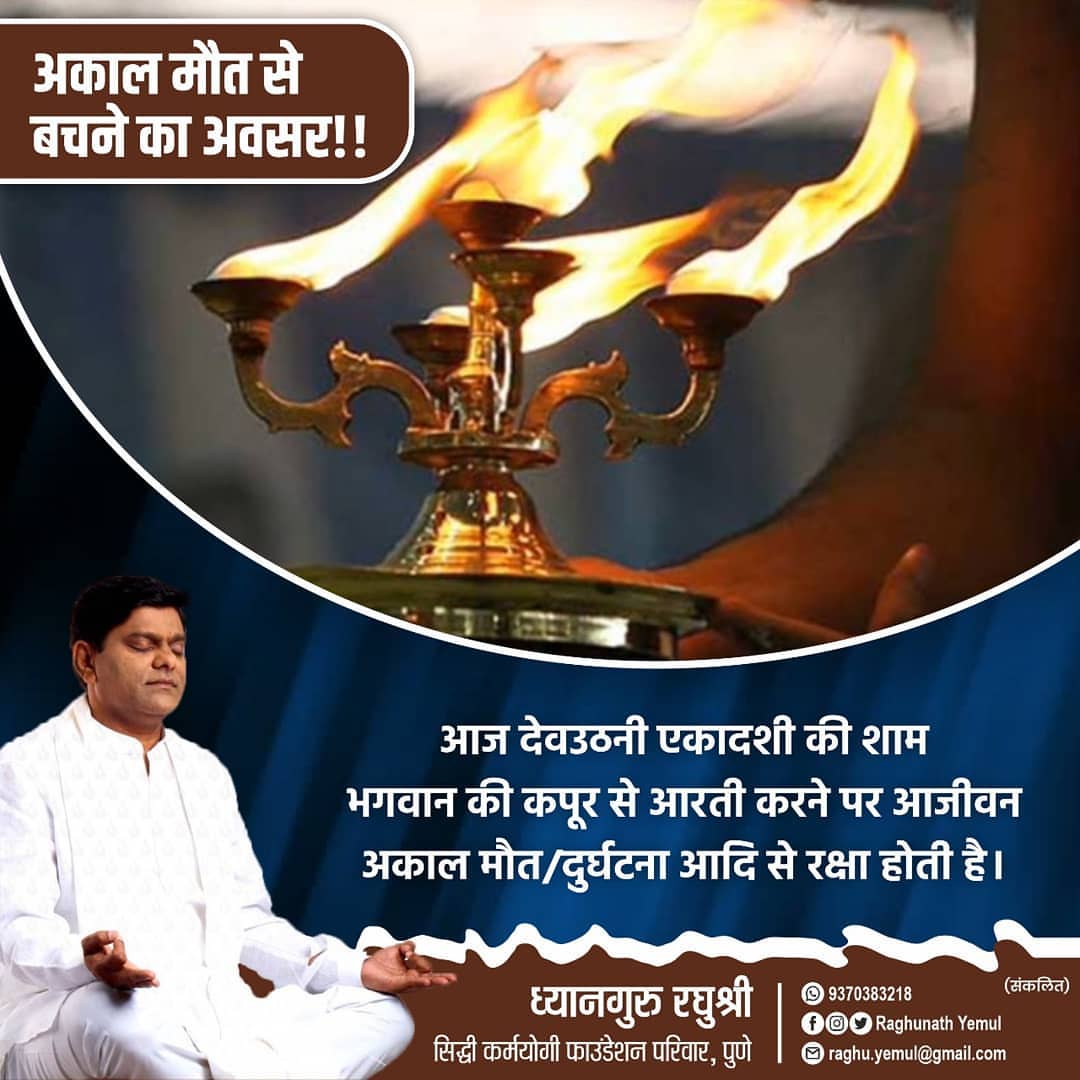 अकाल मौत से
बचने का अवसर!!
आज देवउठनी एकादशी की शाम
भगवान की कपूर से आरती करने पर आजीवन
अकाल मौत/दुर्घटना आदि से रक्षा होती है।
ध्यानगुरु रघुश्री
सिद्धी कर्मयोगी फाउंडेशन परिवार, पुणे
9370383218
(संकलित)
Raghunath Yemul
raghu.yemul@gmail.com